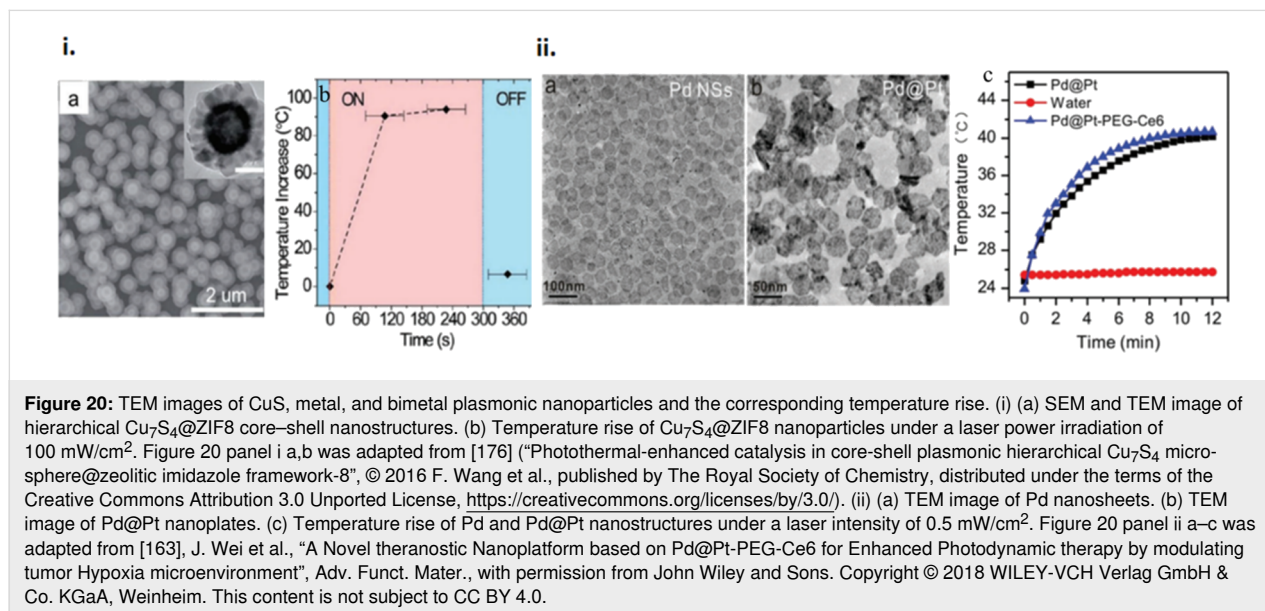 i.
ii.
a
2 um
b
ON
OFF
Temperature Increase (°C)
100
80
60
40
20
0
0 60 120 180 240 300 360
Time (s)
a
Pd NSs
100nm
b
Pd@Pt
50nm
c
Pd@Pt
Water
Pd@Pt-PEG-Ce6
Temperature (°C)
44
40
36
32
28
24
0 2 4 6 8 10 12
Time (min)
Figure 20: TEM images of CuS, metal, and bimetal plasmonic nanoparticles and the corresponding temperature rise. (i) (a) SEM and TEM image of
hierarchical Cu₇S₄@ZIF8 core–shell nanostructures. (b) Temperature rise of Cu₇S₄@ZIF8 nanoparticles under a laser power irradiation of
100 mW/cm². Figure 20 panel i a,b was adapted from [176] (“Photothermal-enhanced catalysis in core-shell plasmonic hierarchical Cu₇S₄ micro-
sphere@zeolitic imidazole framework-8”, © 2016 F. Wang et al., published by The Royal Society of Chemistry, distributed under the terms of the
Creative Commons Attribution 3.0 Unported License, https://creativecommons.org/licenses/by/3.0/). (ii) (a) TEM image of Pd nanosheets. (b) TEM
image of Pd@Pt nanoplates. (c) Temperature rise of Pd and Pd@Pt nanostructures under a laser intensity of 0.5 mW/cm². Figure 20 panel ii a–c was
adapted from [163], J. Wei et al., “A Novel theranostic Nanoplatform based on Pd@Pt-PEG-Ce6 for Enhanced Photodynamic therapy by modulating
tumor Hypoxia microenvironment”, Adv. Funct. Mater., with permission from John Wiley and Sons. Copyright © 2018 WILEY-VCH Verlag GmbH &
Co. KGaA, Weinheim. This content is not subject to CC BY 4.0.